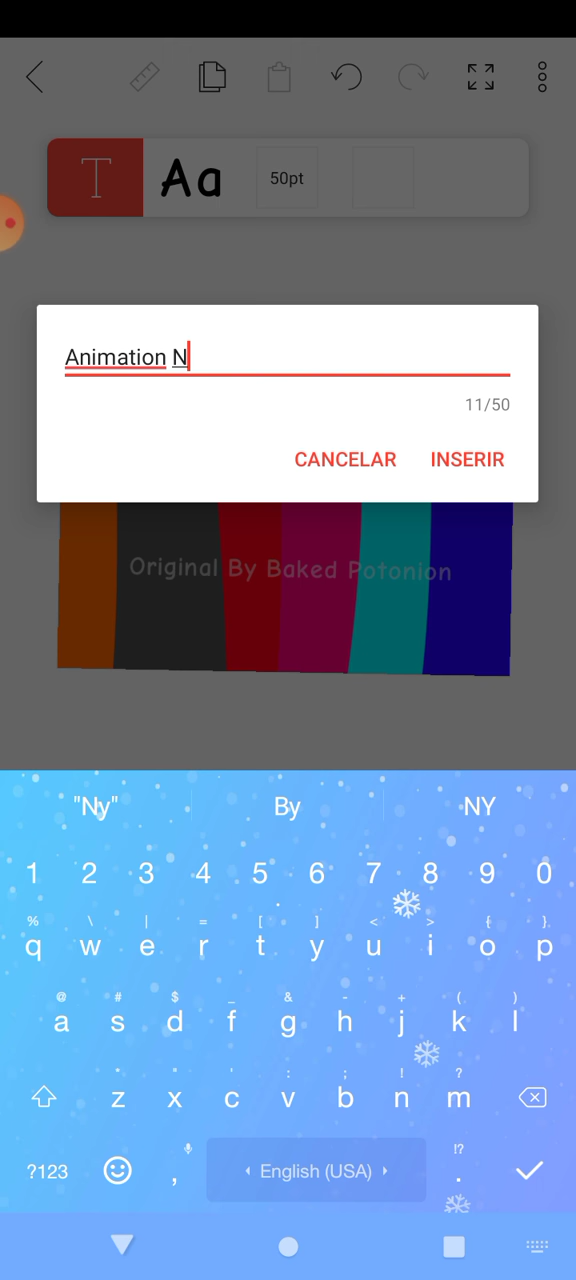 T Aa 50pt
Animation N
11/50
CANCELAR INSERIR
Original By Baked Potonion
"Ny" By NY
1 2 3 4 5 6 7 8 9 0
% \ | = [ ] < > { }
q w e r t y u i o p
@ # $ _ & - + ( )
a s d f g h j k l
* " ' : ; ! ?
z x c v b n m
!?
?123 , English (USA) .